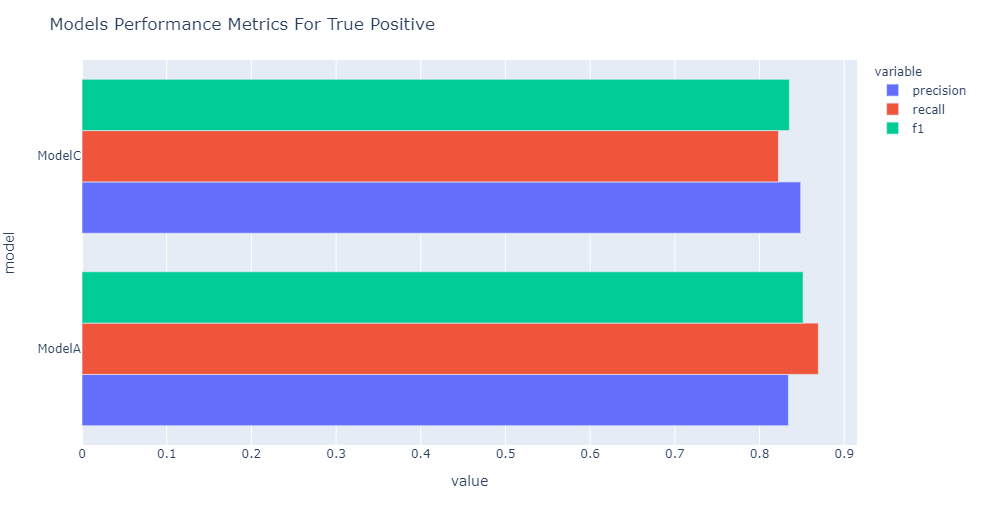 Models Performance Metrics For True Positive
variable
precision
recall
f1
model
ModelC
ModelA
0 0.1 0.2 0.3 0.4 0.5 0.6 0.7 0.8 0.9
value